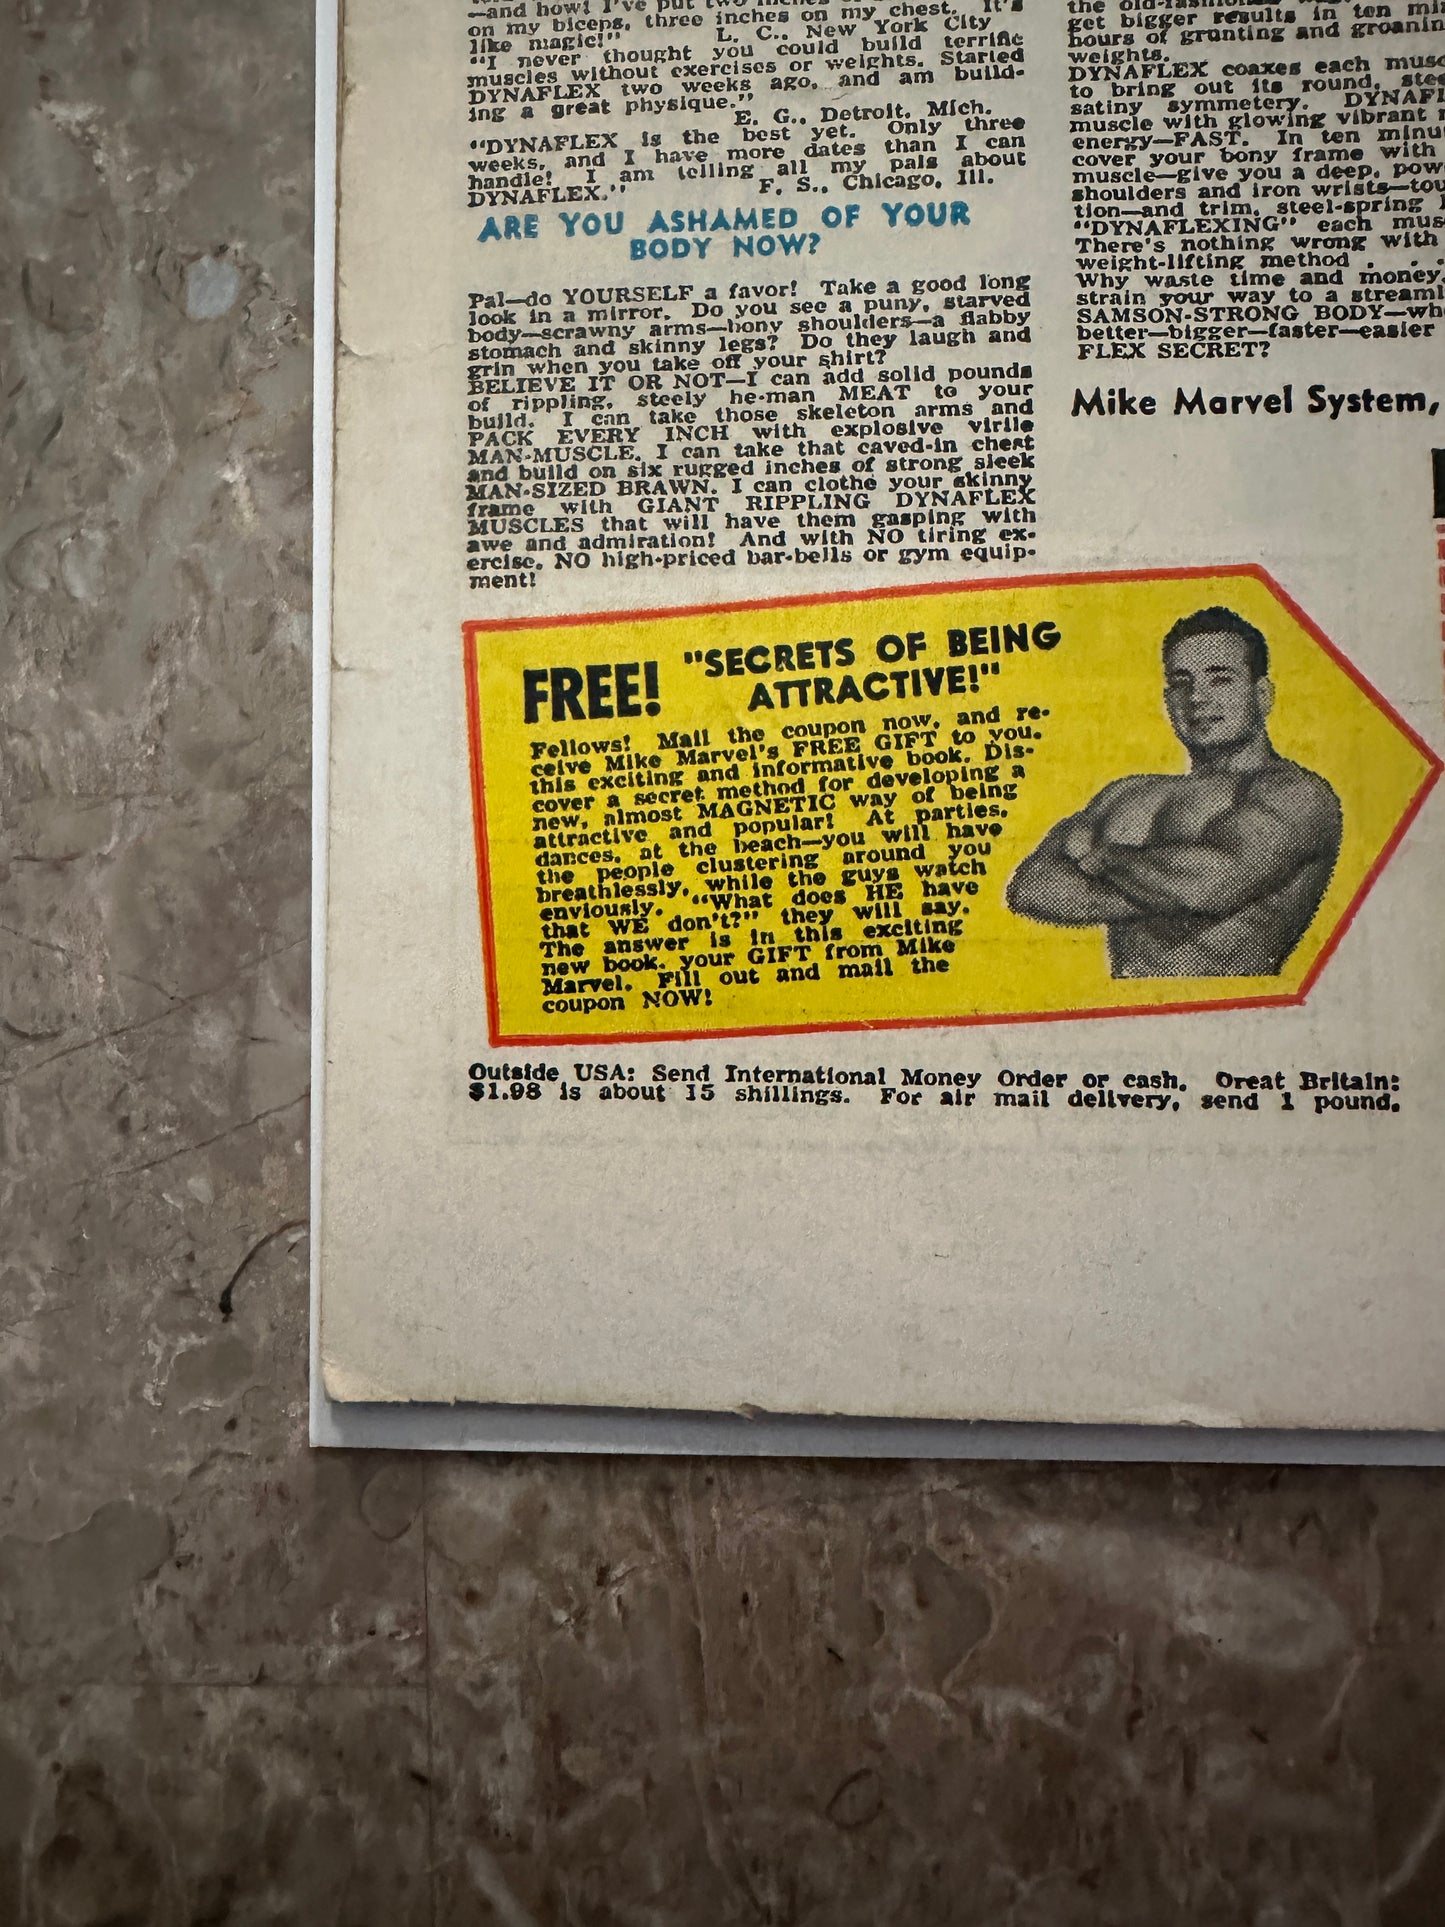 —and how! I've put two inches
on my biceps, three inches on my chest. It's
like magic!" L. C., New York City
"I never thought you could build terrific
muscles without exercises or weights. Started
DYNAFLEX two weeks ago, and am build-
ing a great physique."
E. G., Detroit, Mich.
"DYNAFLEX is the best yet. Only three
weeks, and I have more dates than I can
handle! I am telling all my pals about
DYNAFLEX." F. S., Chicago, Ill.
ARE YOU ASHAMED OF YOUR
BODY NOW?
Pal—do YOURSELF a favor! Take a good long
look in a mirror. Do you see a puny, starved
body—scrawny arms—bony shoulders—a flabby
stomach and skinny legs? Do they laugh and
grin when you take off your shirt?
BELIEVE IT OR NOT—I can add solid pounds
of rippling, steely he-man MEAT to your
build. I can take those skeleton arms and
PACK EVERY INCH with explosive virile
MAN-MUSCLE. I can take that caved-in chest
and build on six rugged inches of strong sleek
MAN-SIZED BRAWN. I can clothe your skinny
frame with GIANT RIPPLING DYNAFLEX
MUSCLES that will have them gasping with
awe and admiration! And with NO tiring ex-
ercise, NO high-priced bar-bells or gym equip-
ment!
the old-fashioned
get bigger results in ten
hours of grunting and
weights.
DYNAFLEX coaxes each
to bring out its round,
satiny symmetery.
muscle with glowing vibrant
energy—FAST. In ten
cover your bony frame with
muscle—give you a deep,
shoulders and iron wrists—
tion—and trim, steel-spring
"DYNAFLEXING" each
There's nothing wrong with
weight-lifting method . . .
Why waste time and money,
strain your way to a
SAMSON-STRONG BODY—
better—bigger—faster—easier
FLEX SECRET?
Mike Marvel System,
FREE! "SECRETS OF BEING
ATTRACTIVE!"
Fellows! Mail the coupon now, and re-
ceive Mike Marvel's FREE GIFT to you.
this exciting and informative book. Dis-
cover a secret method for developing a
new, almost MAGNETIC way of being
attractive and popular! At parties,
dances, at the beach—you will have
the people clustering around you
breathlessly, while the guys watch
enviously. "What does HE have
that WE don't?" they will say.
The answer is in this exciting
new book, your GIFT from Mike
Marvel. Fill out and mail the
coupon NOW!
Outside USA: Send International Money Order or cash. Great Britain:
$1.98 is about 15 shillings. For air mail delivery, send 1 pound.